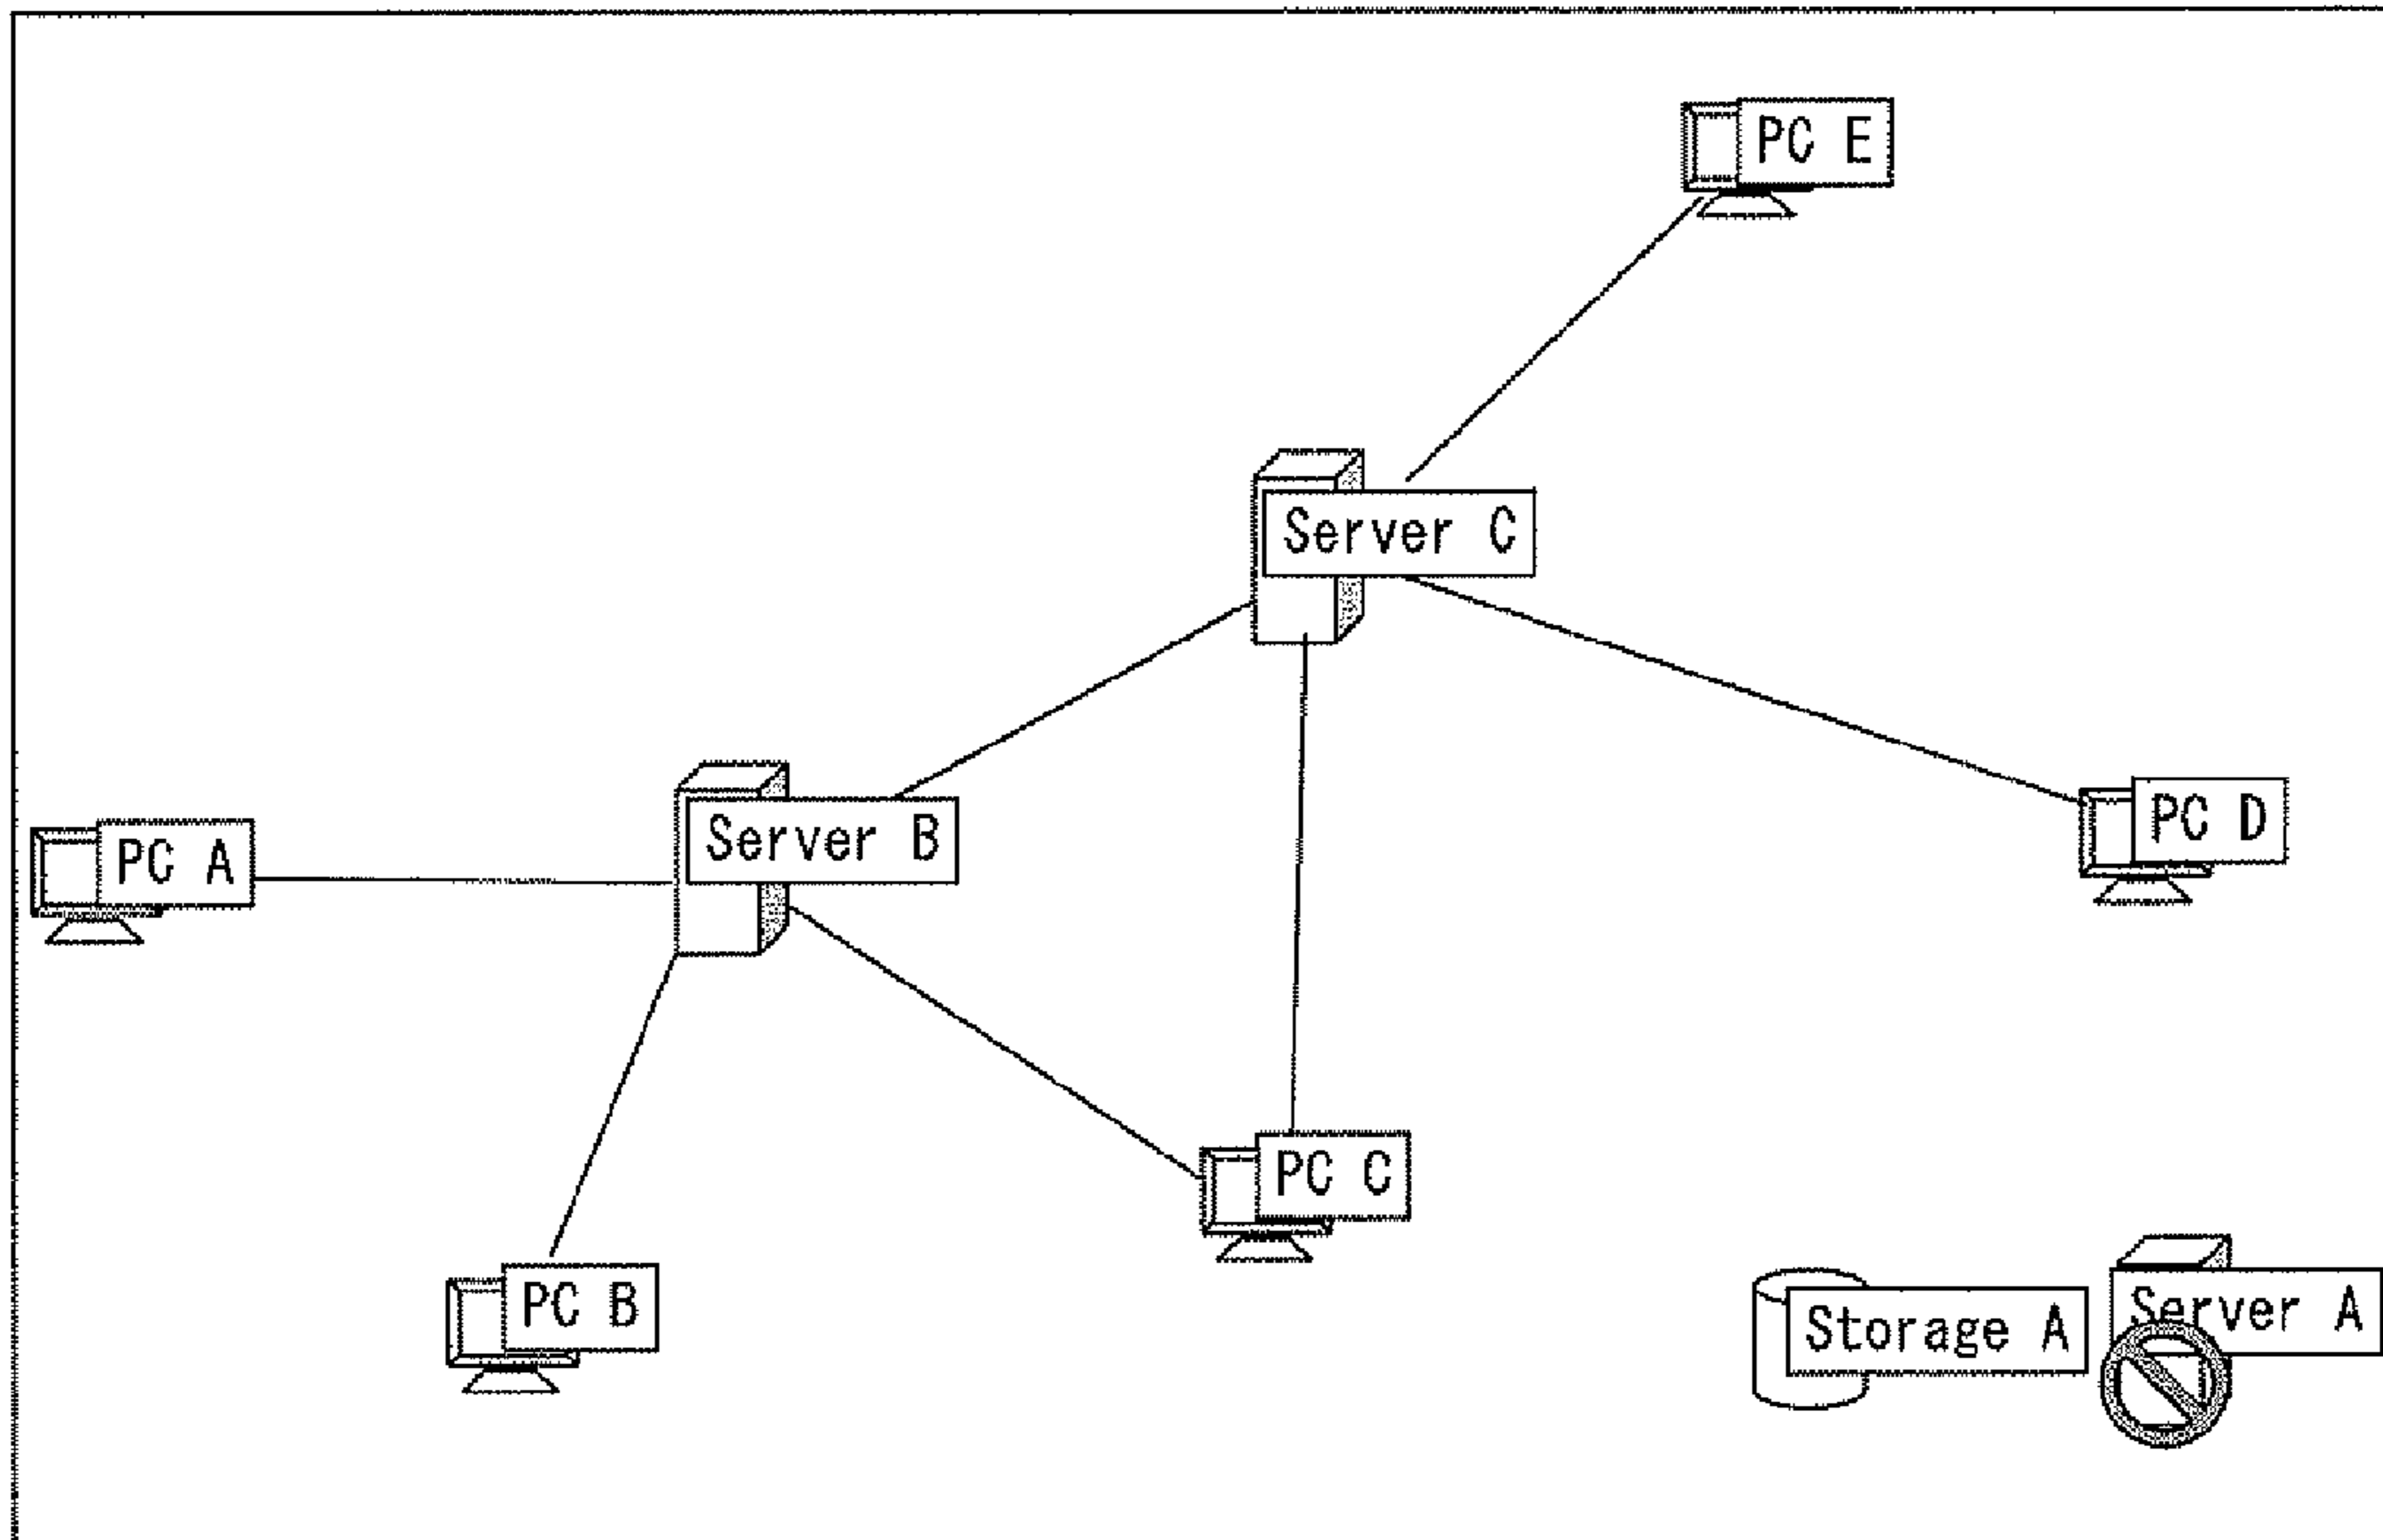 PC E
Server C
PC D
Server B
PC A
PC C
PC B
Storage A
Server A